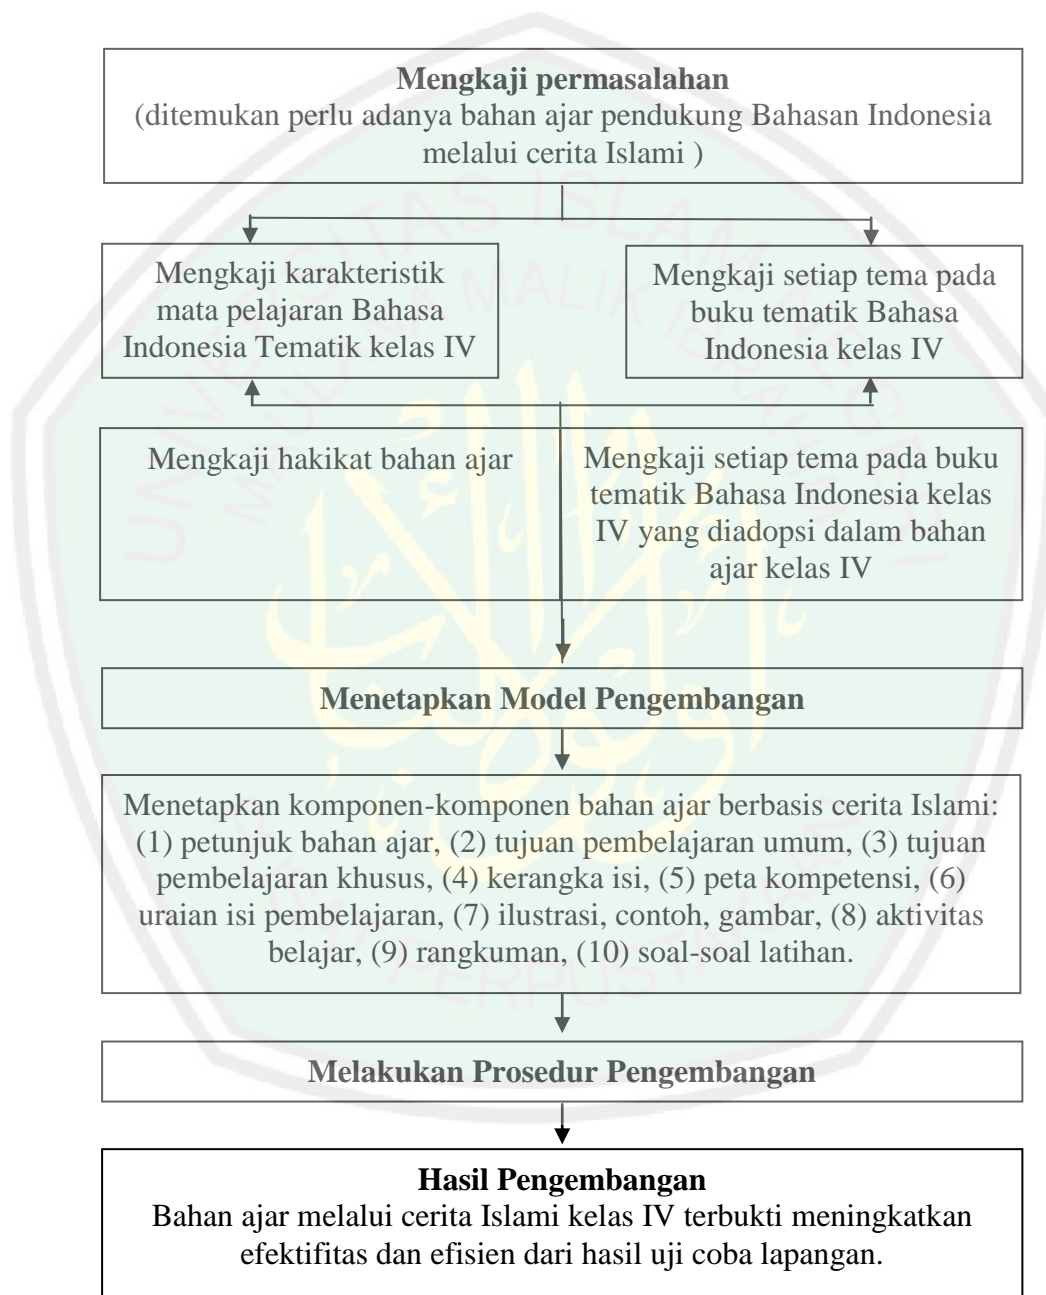 Mengkaji permasalahan
(ditemukan perlu adanya bahan ajar pendukung Bahasan Indonesia
melalui cerita Islami )
Mengkaji karakteristik
mata pelajaran Bahasa
Indonesia Tematik kelas IV
Mengkaji setiap tema pada
buku tematik Bahasa
Indonesia kelas IV
Mengkaji hakikat bahan ajar
Mengkaji setiap tema pada buku
tematik Bahasa Indonesia kelas
IV yang diadopsi dalam bahan
ajar kelas IV
Menetapkan Model Pengembangan
Menetapkan komponen-komponen bahan ajar berbasis cerita Islami:
(1) petunjuk bahan ajar, (2) tujuan pembelajaran umum, (3) tujuan
pembelajaran khusus, (4) kerangka isi, (5) peta kompetensi, (6)
uraian isi pembelajaran, (7) ilustrasi, contoh, gambar, (8) aktivitas
belajar, (9) rangkuman, (10) soal-soal latihan.
Melakukan Prosedur Pengembangan
Hasil Pengembangan
Bahan ajar melalui cerita Islami kelas IV terbukti meningkatkan
efektifitas dan efisien dari hasil uji coba lapangan.
UNIVERSITAS ISLAM NEGERI
MAULANA MALIK IBRAHIM